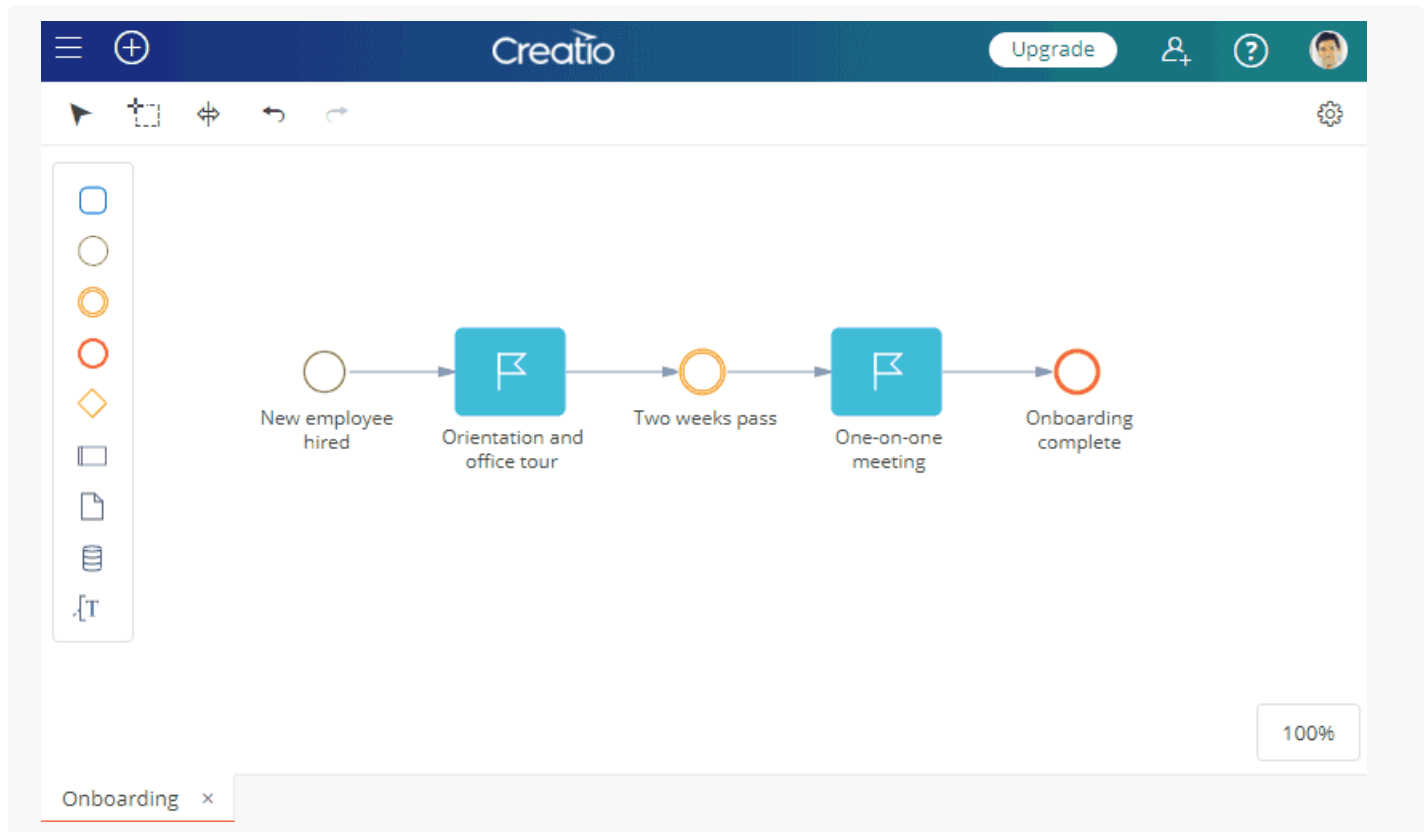 Creatio
Upgrade
?
T
New employee
hired
Orientation and
office tour
Two weeks pass
One-on-one
meeting
Onboarding
complete
100%
Onboarding ×